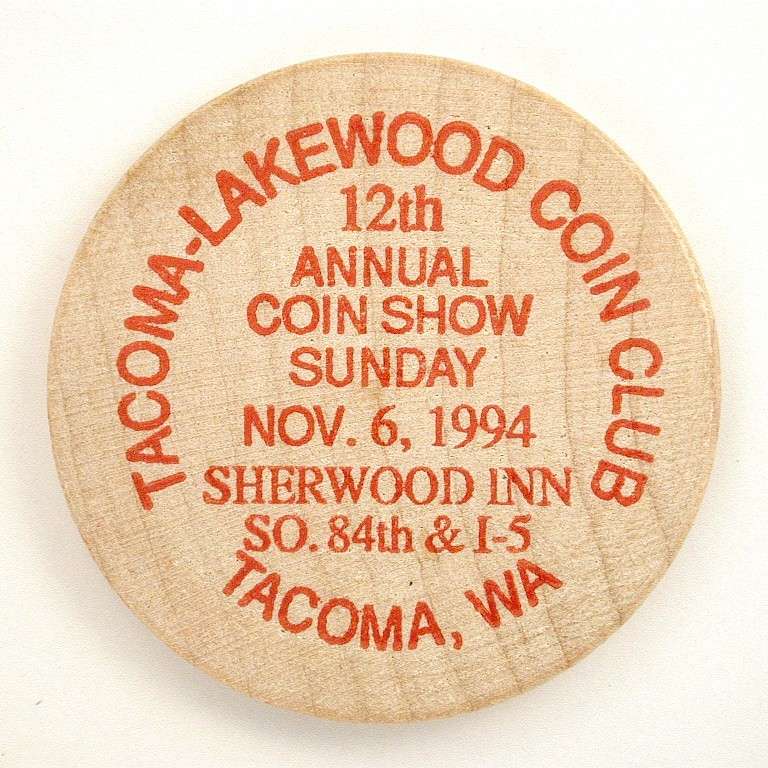 TACOMA-LAKEWOOD COIN CLUB
12th
ANNUAL
COIN SHOW
SUNDAY
NOV. 6, 1994
SHERWOOD INN
SO. 84th & I-5
TACOMA, WA